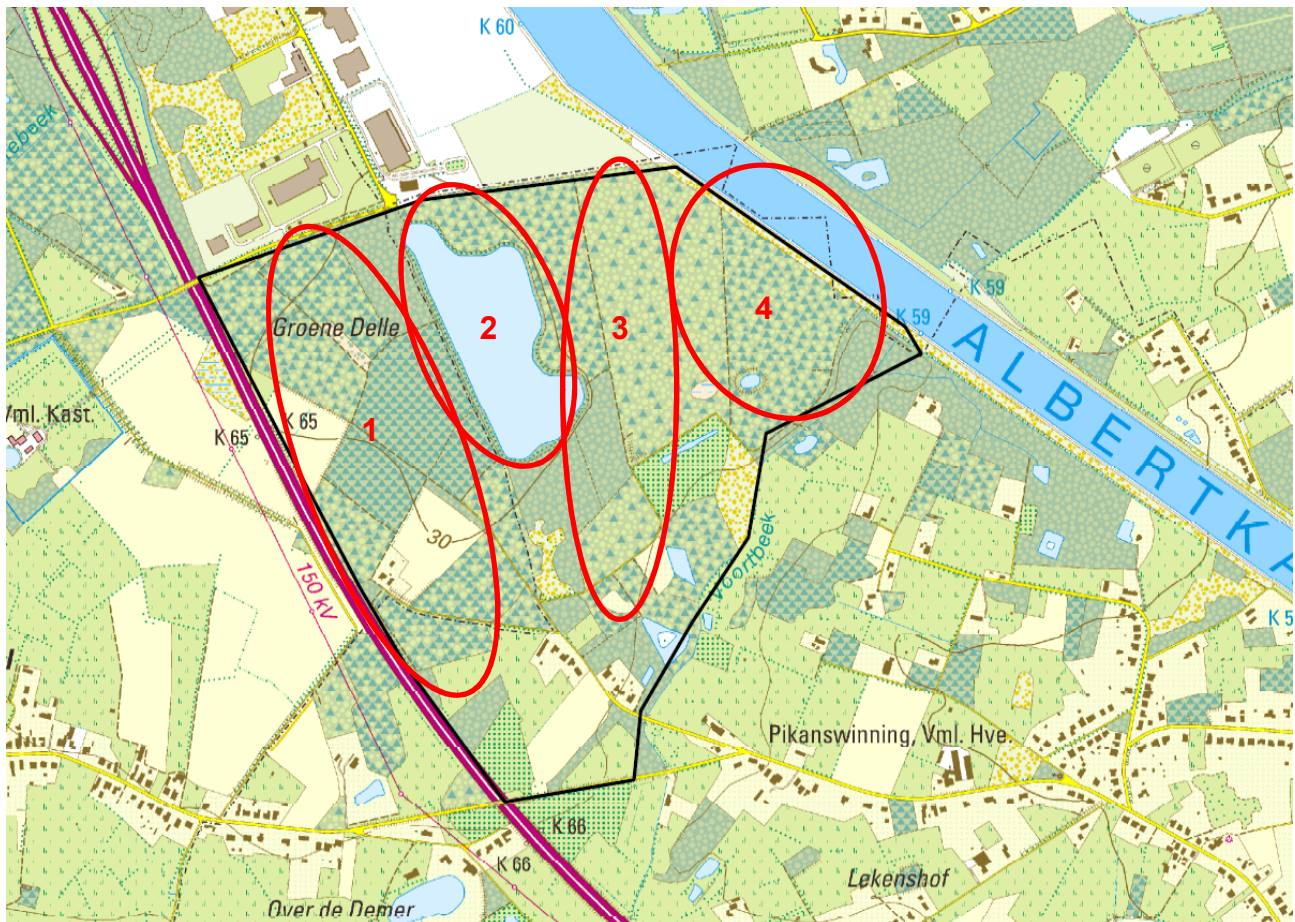 K 60
ebeek
Groene Delle
2
3
4
K 59
K 59
ALBERTKA
Vml. Kast.
K 65
K 65
1
30
150 kV
Voortbeek
K 5
Pikanswinning, Vml. Hve
K 66
K 66
Lekenshof
Over de Demer